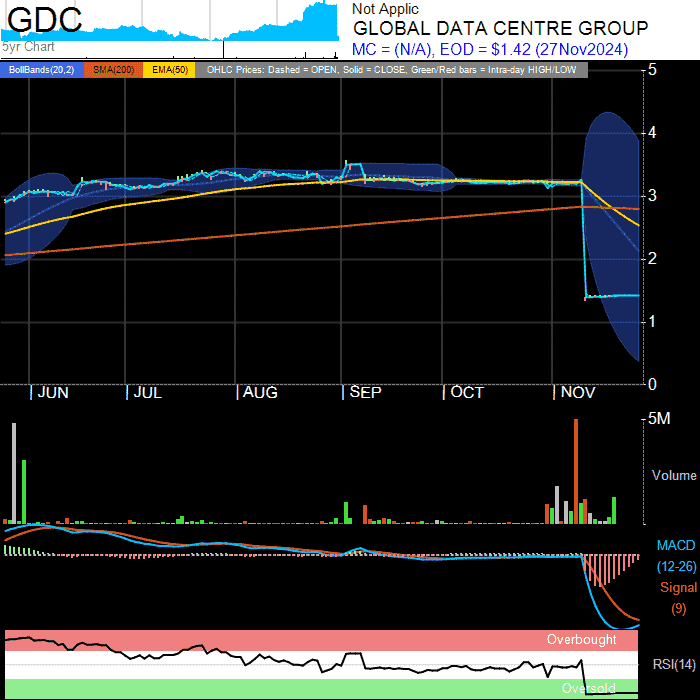 GDC
5yr Chart
Not Applic
GLOBAL DATA CENTRE GROUP
MC = (N/A), EOD = $1.42 (27Nov2024)
BollBands(20,2) SMA(200) EMA(50) OHLC Prices: Dashed = OPEN, Solid = CLOSE, Green/Red bars = Intra-day HIGH/LOW
5
4
3
2
1
0
JUN JUL AUG SEP OCT NOV
5M
Volume
MACD
(12-26)
Signal
(9)
Overbought
RSI(14)
Oversold